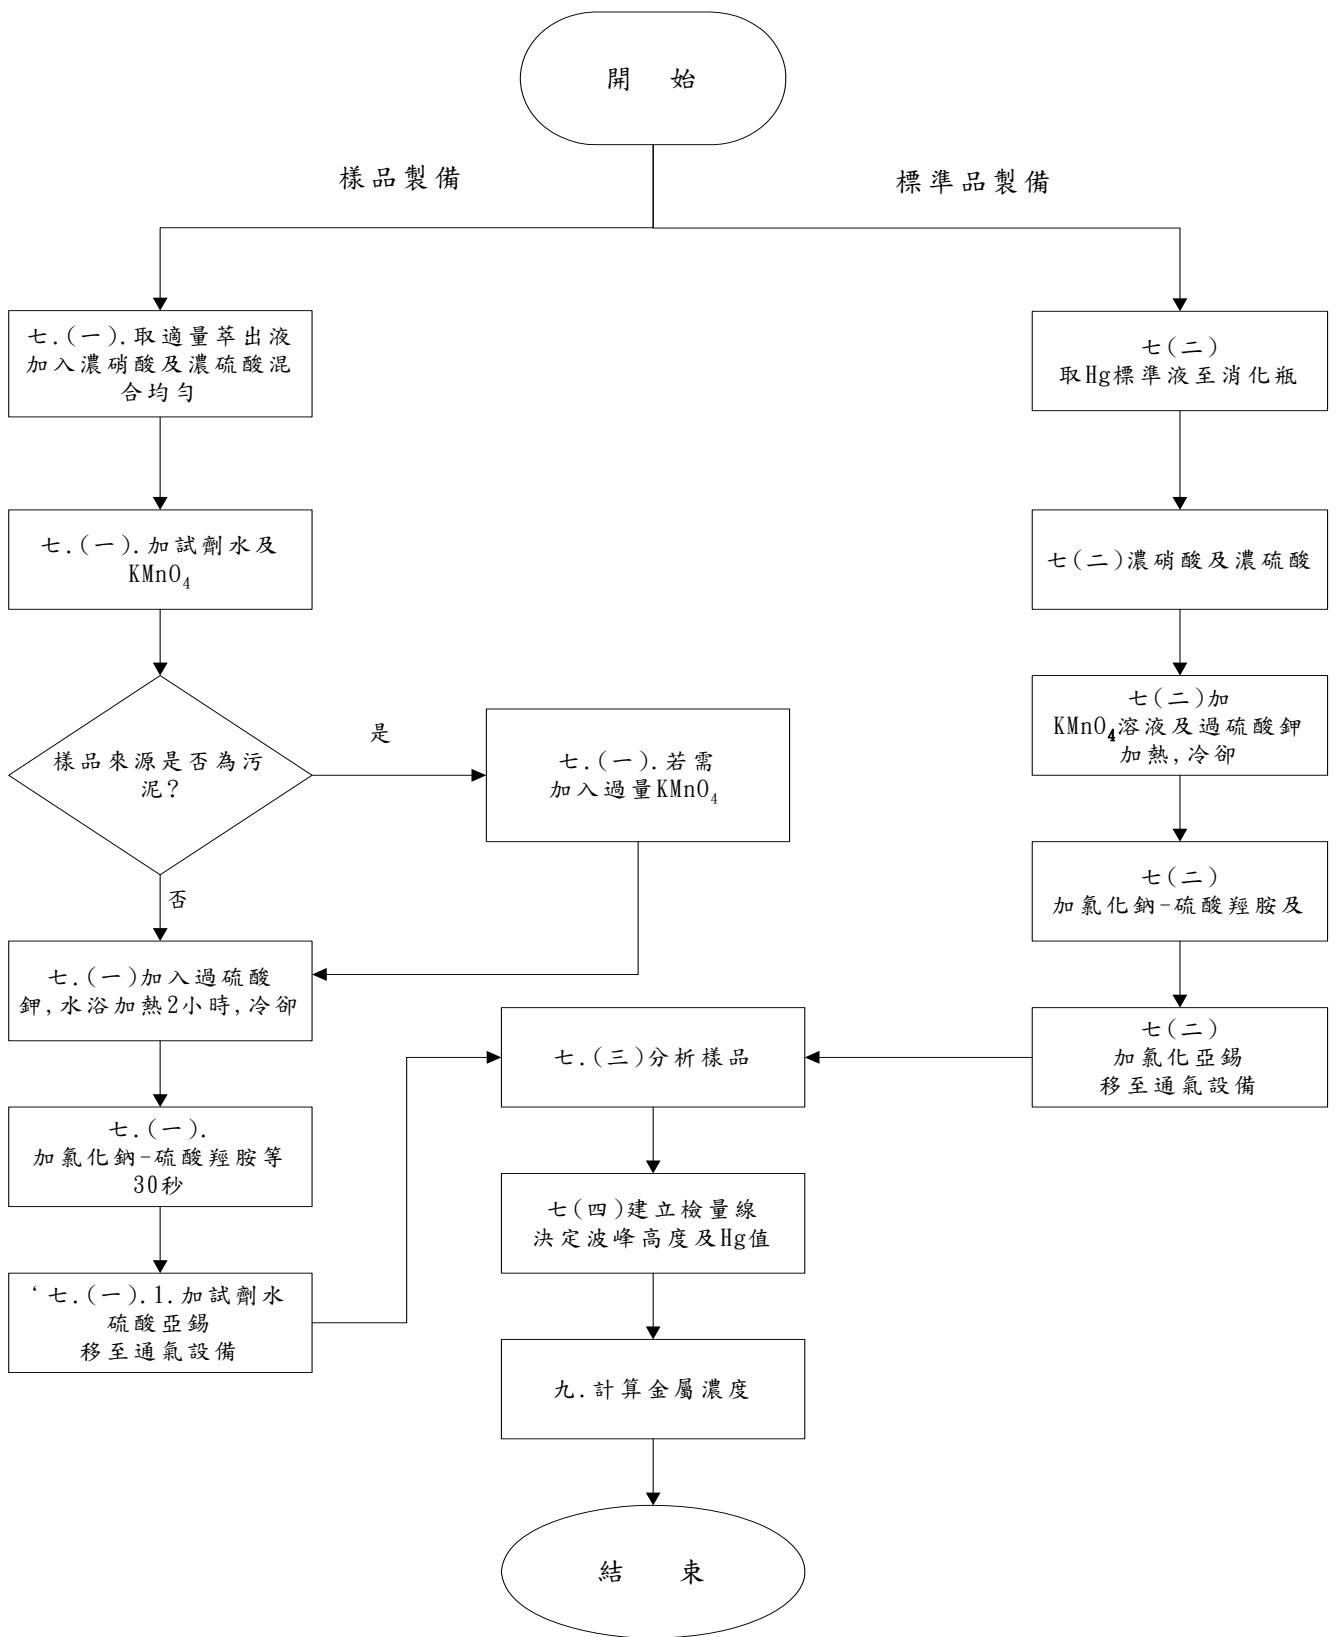 開 始
樣品製備
標準品製備
七.(一).取適量萃出液
加入濃硝酸及濃硫酸混
合均勻
七(二)
取Hg標準液至消化瓶
七.(一).加試劑水及
KMnO₄
七(二)濃硝酸及濃硫酸
樣品來源是否為污
泥?
是
七.(一).若需
加入過量KMnO₄
七(二)加
KMnO₄溶液及過硫酸鉀
加熱,冷卻
否
七(二)
加氯化鈉-硫酸羥胺及
七.(一)加入過硫酸
鉀,水浴加熱2小時,冷卻
七.(三)分析樣品
七(二)
加氯化亞錫
移至通氣設備
七.(一).
加氯化鈉-硫酸羥胺等
30秒
七(四)建立檢量線
決定波峰高度及Hg值
‘七.(一).1.加試劑水
硫酸亞錫
移至通氣設備
九.計算金屬濃度
結 束